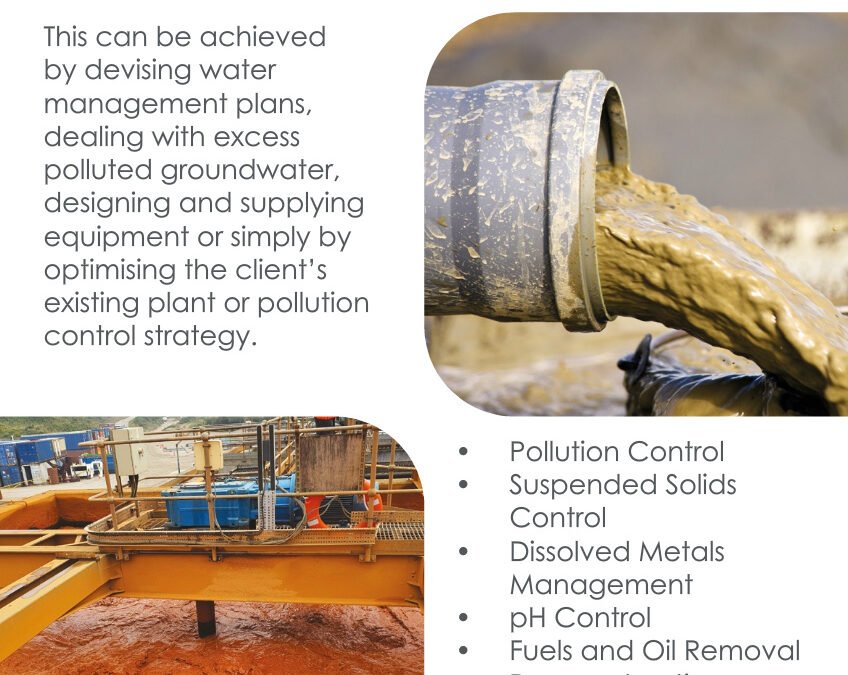 This can be achieved
by devising water
management plans,
dealing with excess
polluted groundwater,
designing and supplying
equipment or simply by
optimising the client’s
existing plant or pollution
control strategy.
• Pollution Control
• Suspended Solids
Control
• Dissolved Metals
Management
• pH Control
• Fuels and Oil Removal